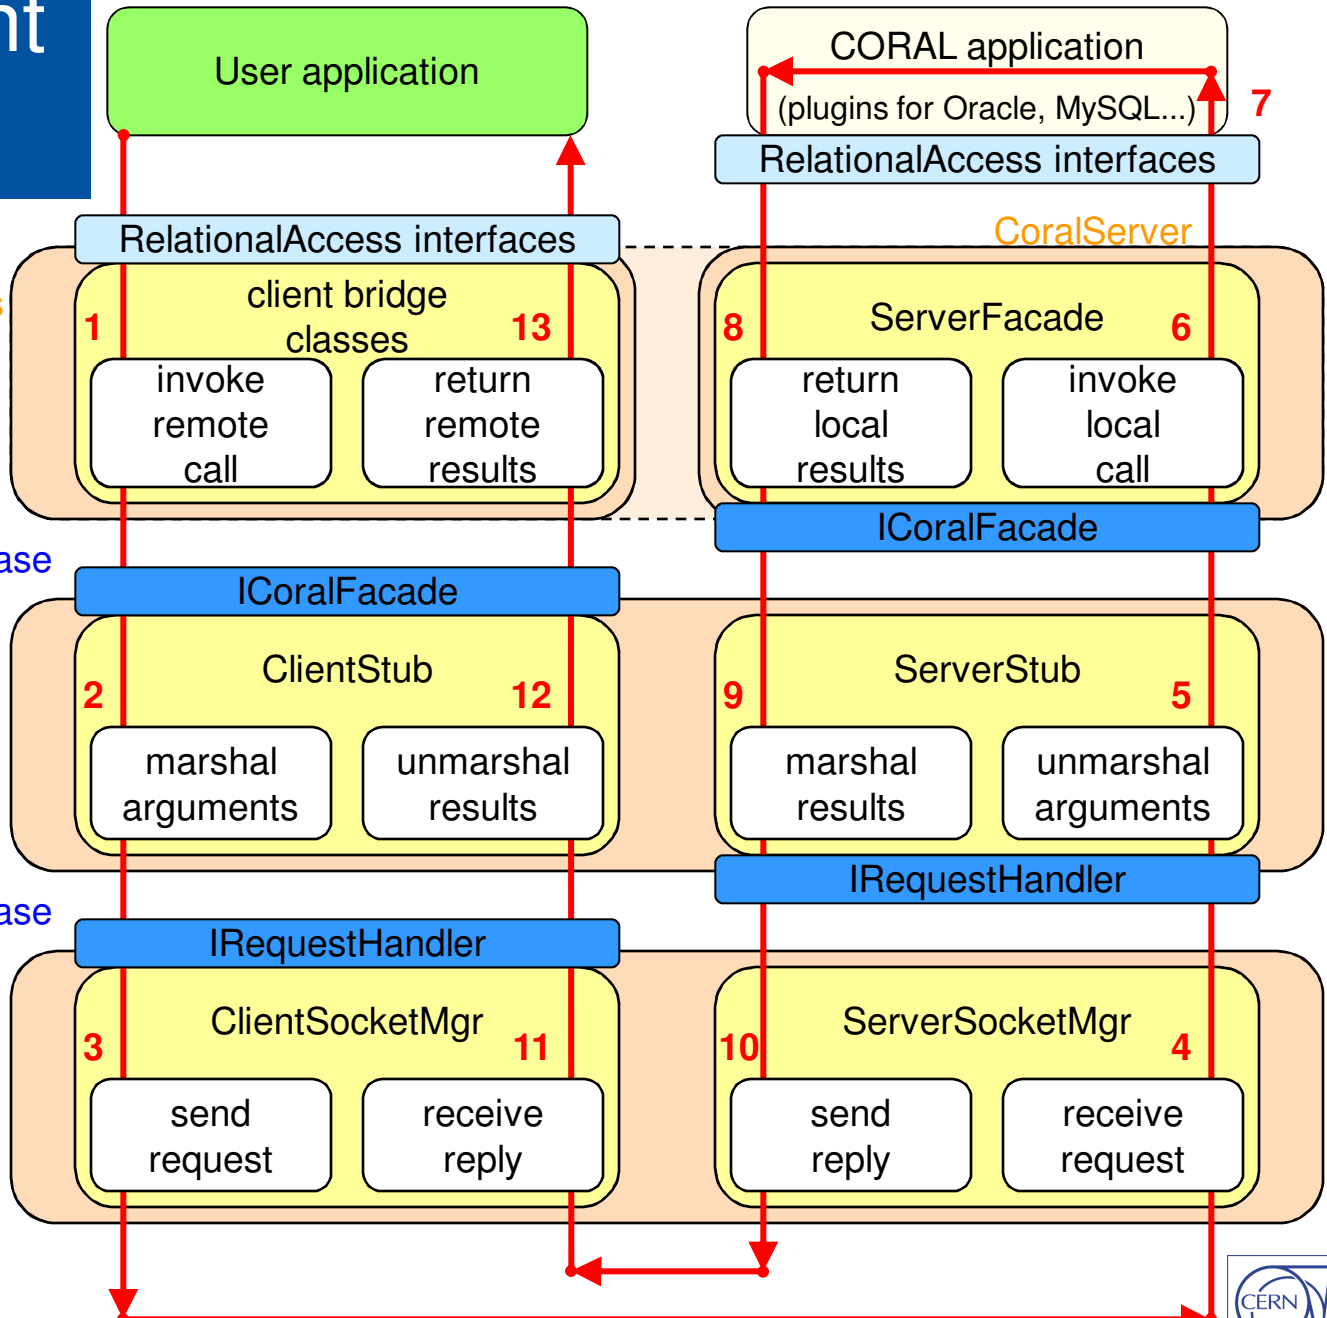 nt
User application
CORAL application
(plugins for Oracle, MySQL...)
7
RelationalAccess interfaces
RelationalAccess interfaces
CoralServer
s
client bridge
classes
1
13
invoke
remote
call
return
remote
results
ServerFacade
8
6
return
local
results
invoke
local
call
ICoralFacade
ase
ICoralFacade
ClientStub
2
12
marshal
arguments
unmarshal
results
ServerStub
9
5
marshal
results
unmarshal
arguments
IRequestHandler
ase
IRequestHandler
ClientSocketMgr
3
11
send
request
receive
reply
ServerSocketMgr
10
4
send
reply
receive
request
CERN